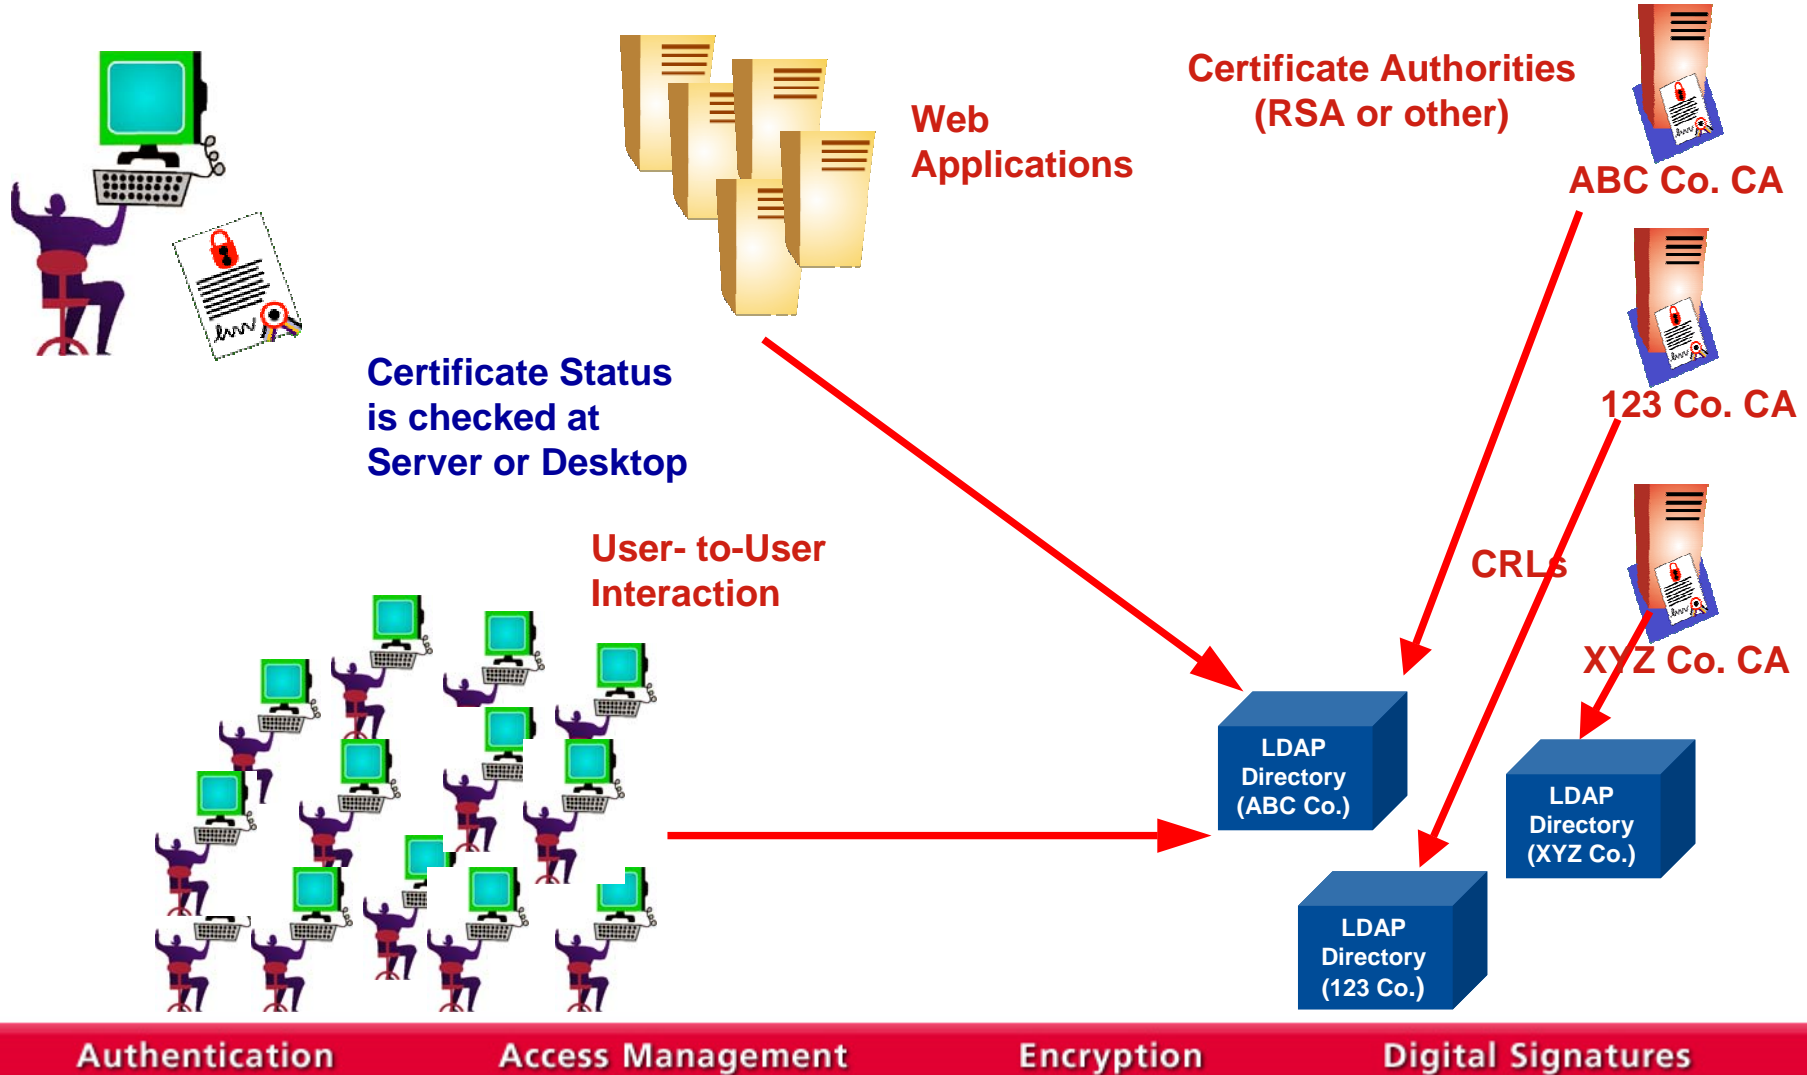 Web
Applications
Certificate Authorities
(RSA or other)
ABC Co. CA
123 Co. CA
Certificate Status
is checked at
Server or Desktop
User- to-User
Interaction
CRLs
XYZ Co. CA
LDAP
Directory
(ABC Co.)
LDAP
Directory
(XYZ Co.)
LDAP
Directory
(123 Co.)
Authentication
Access Management
Encryption
Digital Signatures